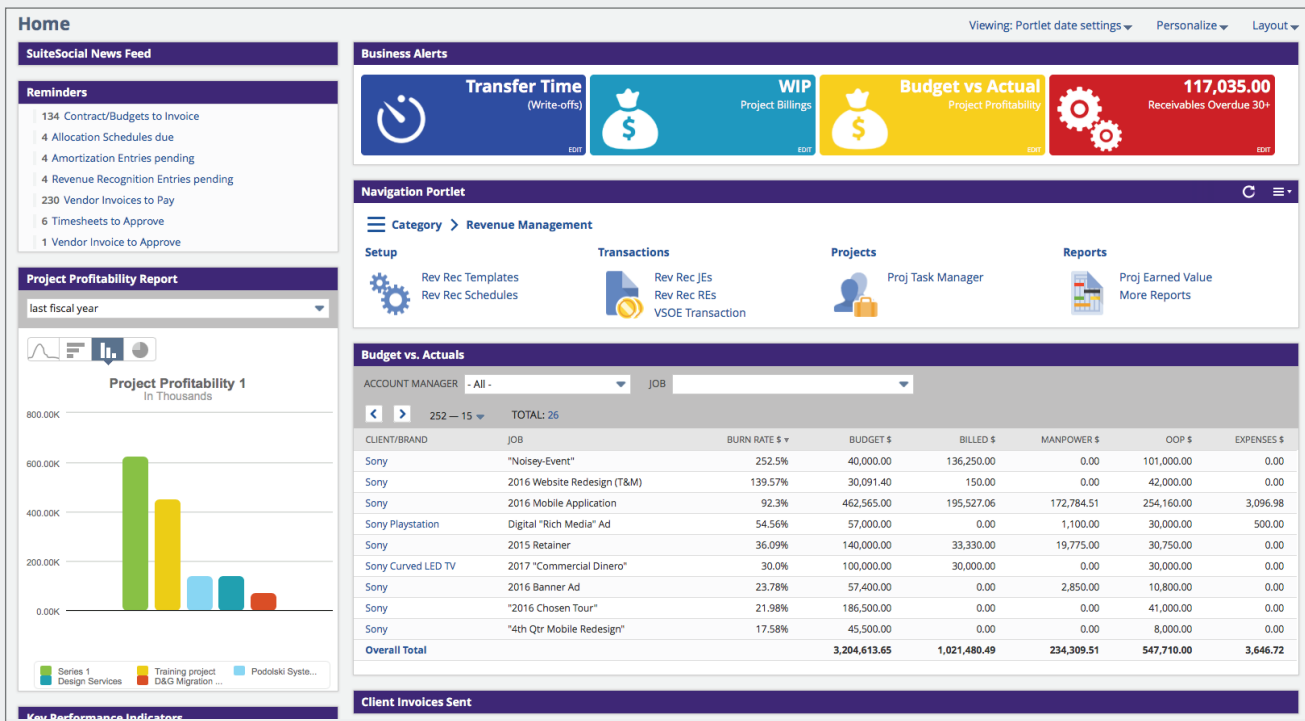 Home
Viewing: Portlet date settings Personalize Layout
SuiteSocial News Feed
Reminders
134 Contract/Budgets to Invoice
4 Allocation Schedules due
4 Amortization Entries pending
4 Revenue Recognition Entries pending
230 Vendor Invoices to Pay
6 Timesheets to Approve
1 Vendor Invoice to Approve
Project Profitability Report
last fiscal year
Project Profitability 1
In Thousands
800.00K
600.00K
400.00K
200.00K
0.00K
Series 1 Training project Podolski Syste...
Design Services D&G Migration ...
Key Performance Indicators
Business Alerts
Transfer Time
(Write-offs)
EDIT
WIP
Project Billings
EDIT
Budget vs Actual
Project Profitability
EDIT
117,035.00
Receivables Overdue 30+
EDIT
Navigation Portlet
Category > Revenue Management
Setup
Rev Rec Templates
Rev Rec Schedules
Transactions
Rev Rec JEs
Rev Rec REs
VSOE Transaction
Projects
Proj Task Manager
Reports
Proj Earned Value
More Reports
Budget vs. Actuals
ACCOUNT MANAGER - All - JOB
252 — 15 TOTAL: 26
CLIENT/BRAND JOB BURN RATE $ BUDGET $ BILLED $ MANPOWER $ OOP $ EXPENSES $
Sony "Noisey-Event" 252.5% 40,000.00 136,250.00 0.00 101,000.00 0.00
Sony 2016 Website Redesign (T&M) 139.57% 30,091.40 150.00 0.00 42,000.00 0.00
Sony 2016 Mobile Application 92.3% 462,565.00 195,527.06 172,784.51 254,160.00 3,096.98
Sony Playstation Digital "Rich Media" Ad 54.56% 57,000.00 0.00 1,100.00 30,000.00 500.00
Sony 2015 Retainer 36.09% 140,000.00 33,330.00 19,775.00 30,750.00 0.00
Sony Curved LED TV 2017 "Commercial Dinero" 30.0% 100,000.00 30,000.00 0.00 30,000.00 0.00
Sony 2016 Banner Ad 23.78% 57,400.00 0.00 2,850.00 10,800.00 0.00
Sony "2016 Chosen Tour" 21.98% 186,500.00 0.00 0.00 41,000.00 0.00
Sony "4th Qtr Mobile Redesign" 17.58% 45,500.00 0.00 0.00 8,000.00 0.00
Overall Total 3,204,613.65 1,021,480.49 234,309.51 547,710.00 3,646.72
Client Invoices Sent